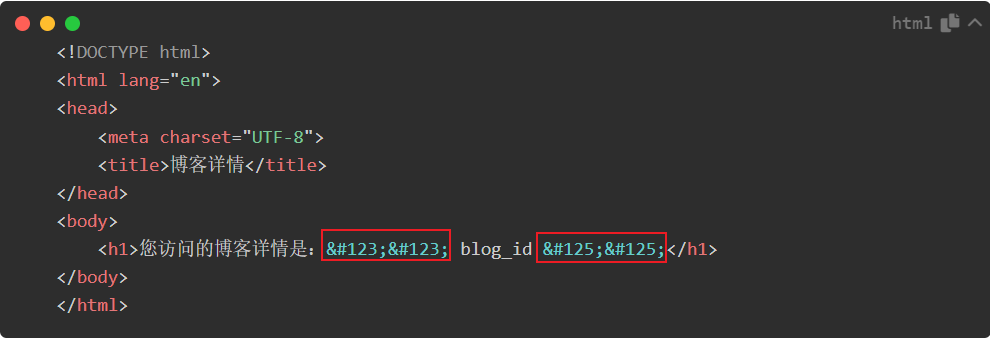 html
<!DOCTYPE html>
<html lang="en">
<head>
    <meta charset="UTF-8">
    <title>博客详情</title>
</head>
<body>
    <h1>您访问的博客详情是：&#123;&#123; blog_id &#125;&#125;</h1>
</body>
</html>